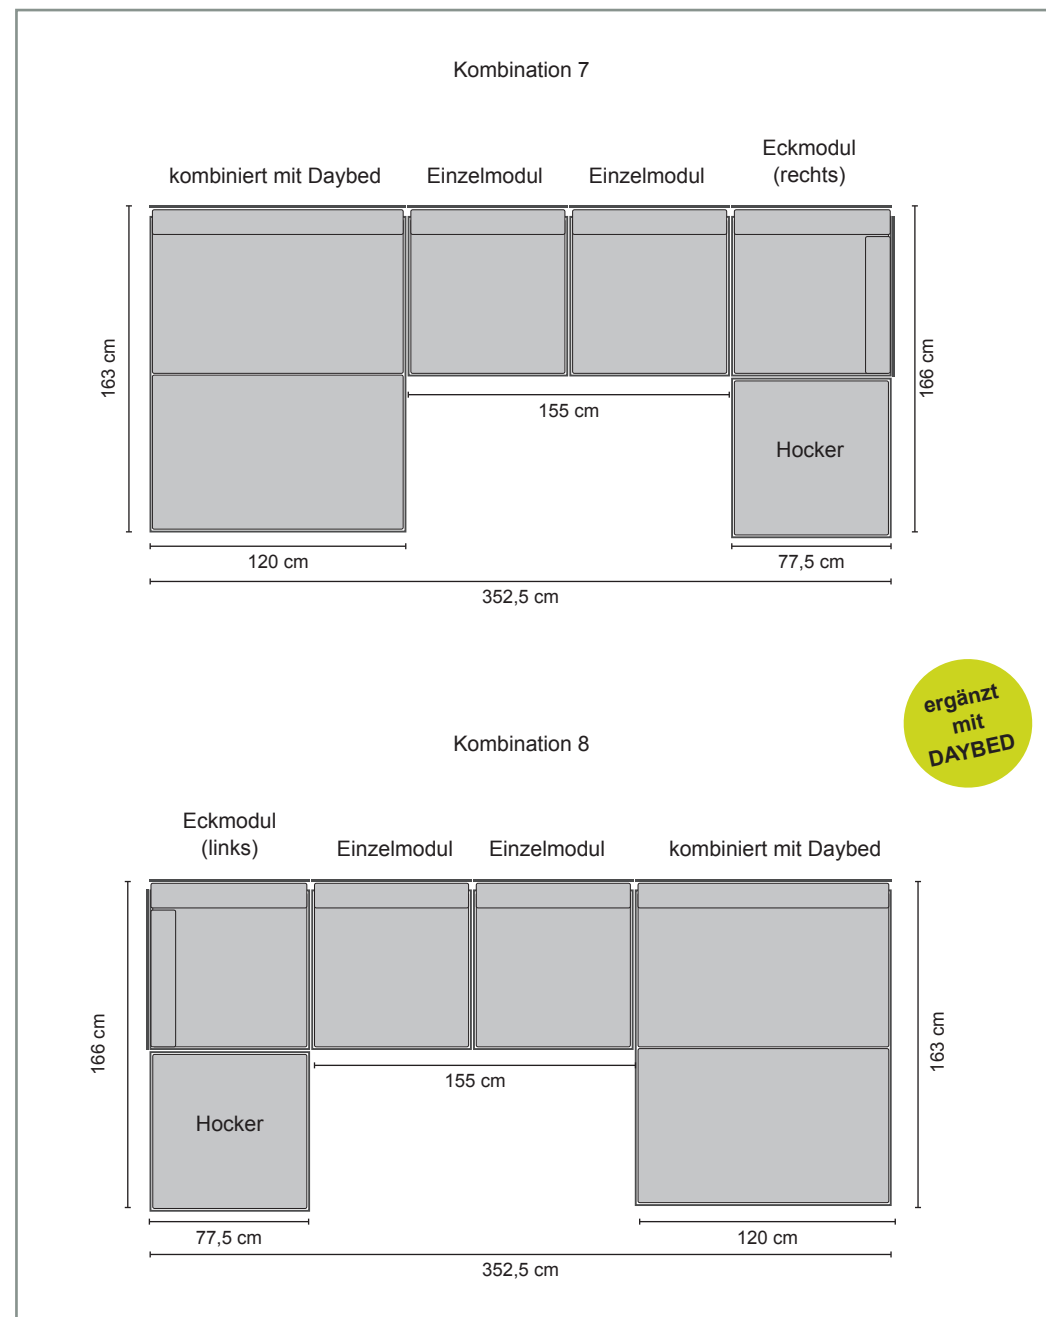 Kombination 7
Eckmodul
(rechts)
kombiniert mit Daybed
Einzelmodul
Einzelmodul
163 cm
166 cm
155 cm
Hocker
120 cm
77,5 cm
352,5 cm
ergänzt
mit
DAYBED
Kombination 8
Eckmodul
(links)
Einzelmodul
Einzelmodul
kombiniert mit Daybed
166 cm
163 cm
155 cm
Hocker
77,5 cm
120 cm
352,5 cm